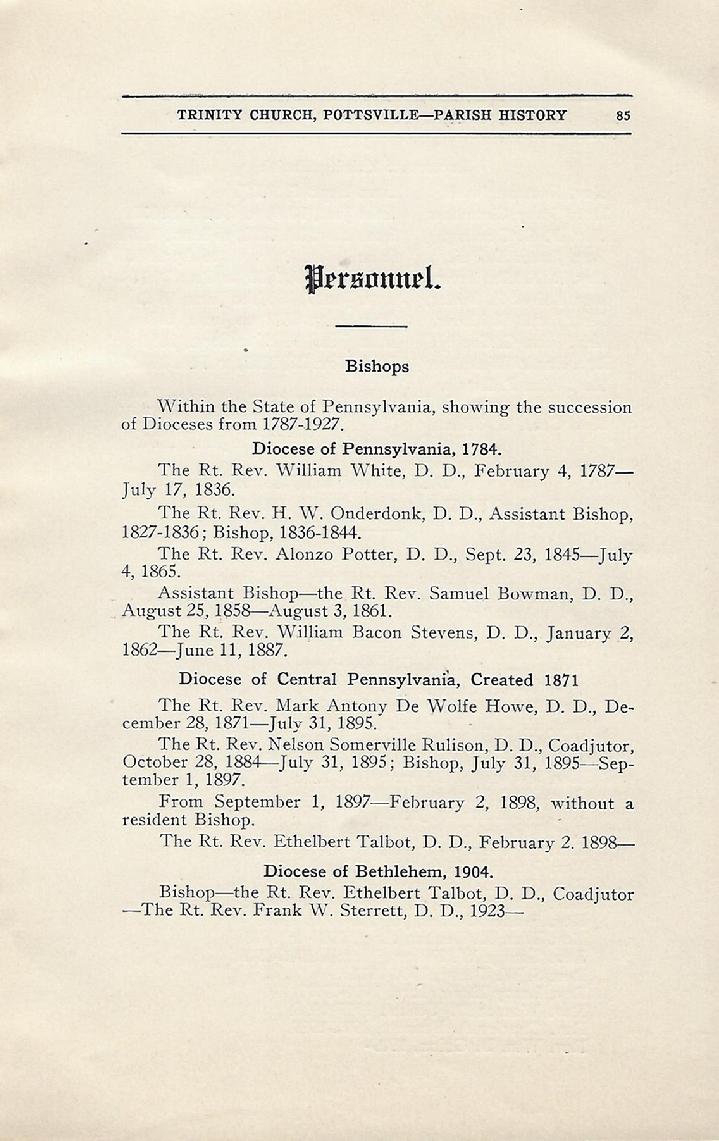 TRINITY CHURCH, POTTSVILLE—PARISH HISTORY 85
Personnel.
Bishops
Within the State of Pennsylvania, showing the succession
of Dioceses from 1787-1927.
Diocese of Pennsylvania, 1784.
The Rt. Rev. William White, D. D., February 4, 1787—
July 17, 1836.
The Rt. Rev. H. W. Onderdonk, D. D., Assistant Bishop,
1827-1836; Bishop, 1836-1844.
The Rt. Rev. Alonzo Potter, D. D., Sept. 23, 1845—July
4, 1865.
Assistant Bishop—the Rt. Rev. Samuel Bowman, D. D.,
August 25, 1858—August 3, 1861.
The Rt. Rev. William Bacon Stevens, D. D., January 2,
1862—June 11, 1887.
Diocese of Central Pennsylvania, Created 1871
The Rt. Rev. Mark Antony De Wolfe Howe, D. D., De-
cember 28, 1871—July 31, 1895.
The Rt. Rev. Nelson Somerville Rulison, D. D., Coadjutor,
October 28, 1884—July 31, 1895; Bishop, July 31, 1895—Sep-
tember 1, 1897.
From September 1, 1897—February 2, 1898, without a
resident Bishop.
The Rt. Rev. Ethelbert Talbot, D. D., February 2. 1898—
Diocese of Bethlehem, 1904.
Bishop—the Rt. Rev. Ethelbert Talbot, D. D., Coadjutor
—The Rt. Rev. Frank W. Sterrett, D. D., 1923—